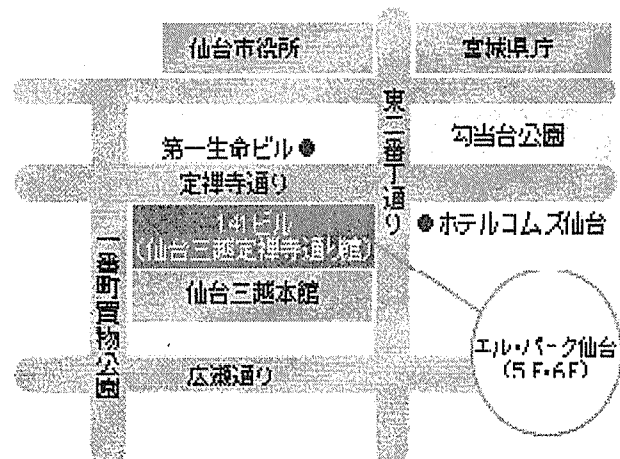 仙台市役所
宮城県庁
東二番丁通り
勾当台公園
第一生命ビル
定禅寺通り
141ビル
(仙台三越定禅寺通り館)
ホテルコムズ仙台
一番町買物公園
仙台三越本館
エル・パーク仙台
(5F・6F)
広瀬通り